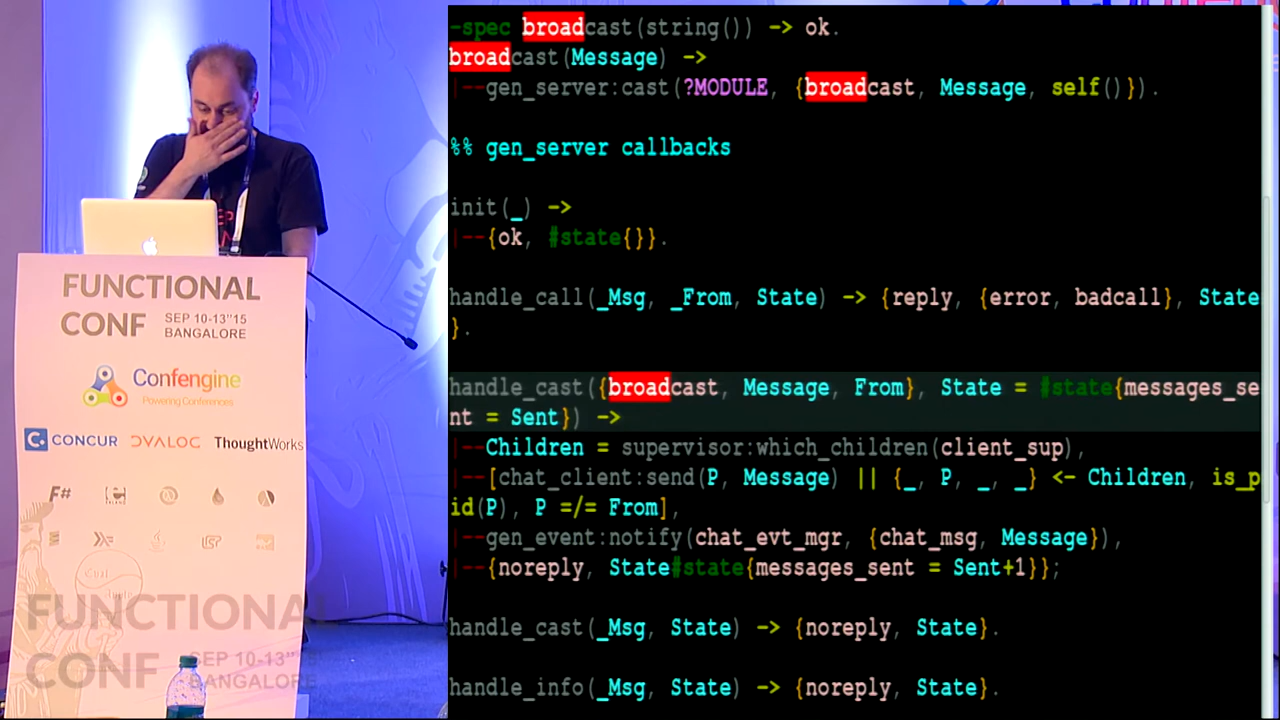 FUNCTIONAL
CONF SEP 10-13"15
BANGALORE
Confengine
Powering Conferences
C. CONCUR DVALOC ThoughtWorks
F#
LISP
FUNCTIONAL
CONF SEP 10-13"
BANGALORE
-spec broadcast(string()) -> ok.
broadcast(Message) ->
|--gen_server:cast(?MODULE, {broadcast, Message, self()}).
%% gen_server callbacks
init(_) ->
|--{ok, #state{}}.
handle_call(_Msg, _From, State) -> {reply, {error, badcall}, State
}.
handle_cast({broadcast, Message, From}, State = #state{messages_se
nt = Sent}) ->
|--Children = supervisor:which_children(client_sup),
|--[chat_client:send(P, Message) || {_, P, _, _} <- Children, is_p
id(P), P =/= From],
|--gen_event:notify(chat_evt_mgr, {chat_msg, Message}),
|--{noreply, State#state{messages_sent = Sent+1}};
handle_cast(_Msg, State) -> {noreply, State}.
handle_info(_Msg, State) -> {noreply, State}.